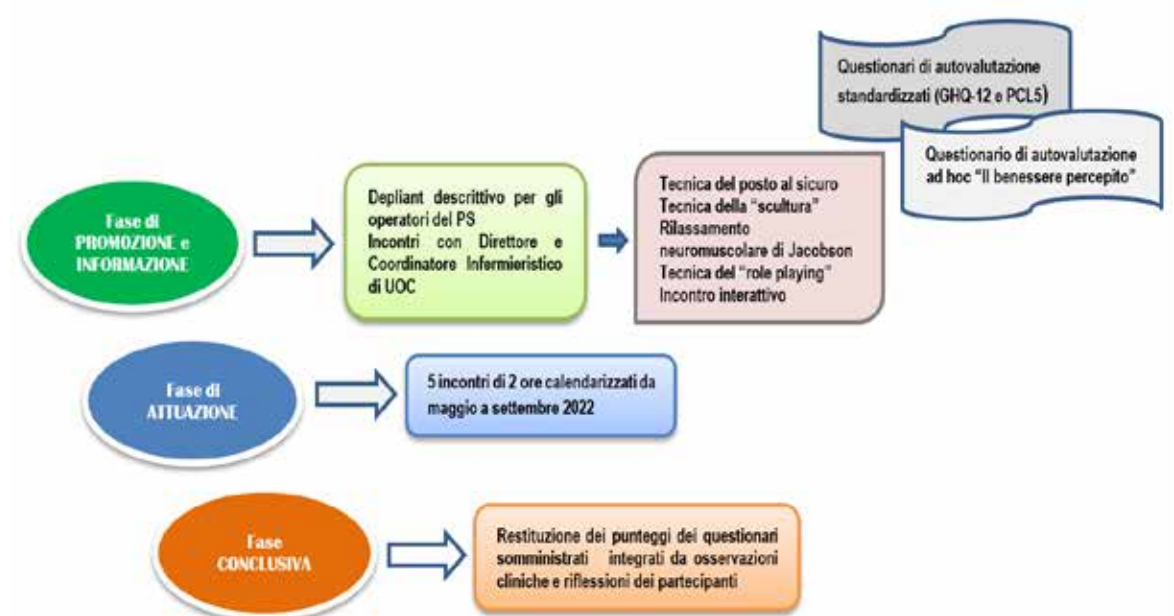 Questionari di autovalutazione
standardizzati (GHQ-12 e PCL5)
Questionario di autovalutazione
ad hoc “Il benessere percepito”
Fase di
PROMOZIONE e
INFORMAZIONE
Depliant descrittivo per gli
operatori del PS
Incontri con Direttore e
Coordinatore Infermieristico
di UOC
Tecnica del posto al sicuro
Tecnica della “scultura”
Rilassamento
neuromuscolare di Jacobson
Tecnica del “role playing”
Incontro interattivo
Fase di
ATTUAZIONE
5 incontri di 2 ore calendarizzati da
maggio a settembre 2022
Fase
CONCLUSIVA
Restituzione dei punteggi dei questionari
somministrati integrati da osservazioni
cliniche e riflessioni dei partecipanti